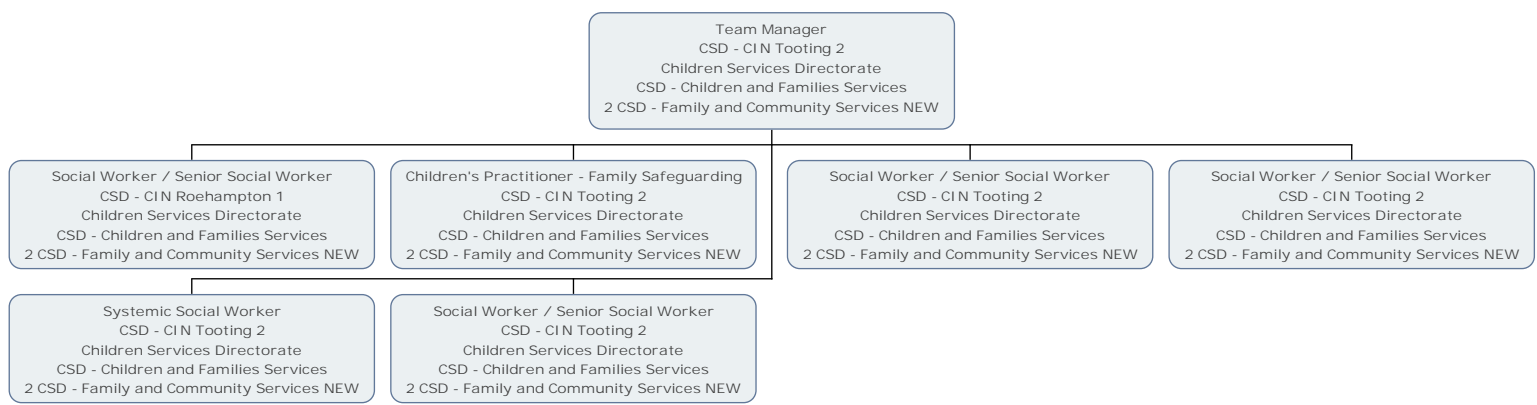 Team Manager
CSD - CIN Tooting 2
Children Services Directorate
CSD - Children and Families Services
2 CSD - Family and Community Services NEW
Social Worker / Senior Social Worker
CSD - CIN Roehampton 1
Children Services Directorate
CSD - Children and Families Services
2 CSD - Family and Community Services NEW
Children's Practitioner - Family Safeguarding
CSD - CIN Tooting 2
Children Services Directorate
CSD - Children and Families Services
2 CSD - Family and Community Services NEW
Social Worker / Senior Social Worker
CSD - CIN Tooting 2
Children Services Directorate
CSD - Children and Families Services
2 CSD - Family and Community Services NEW
Social Worker / Senior Social Worker
CSD - CIN Tooting 2
Children Services Directorate
CSD - Children and Families Services
2 CSD - Family and Community Services NEW
Systemic Social Worker
CSD - CIN Tooting 2
Children Services Directorate
CSD - Children and Families Services
2 CSD - Family and Community Services NEW
Social Worker / Senior Social Worker
CSD - CIN Tooting 2
Children Services Directorate
CSD - Children and Families Services
2 CSD - Family and Community Services NEW